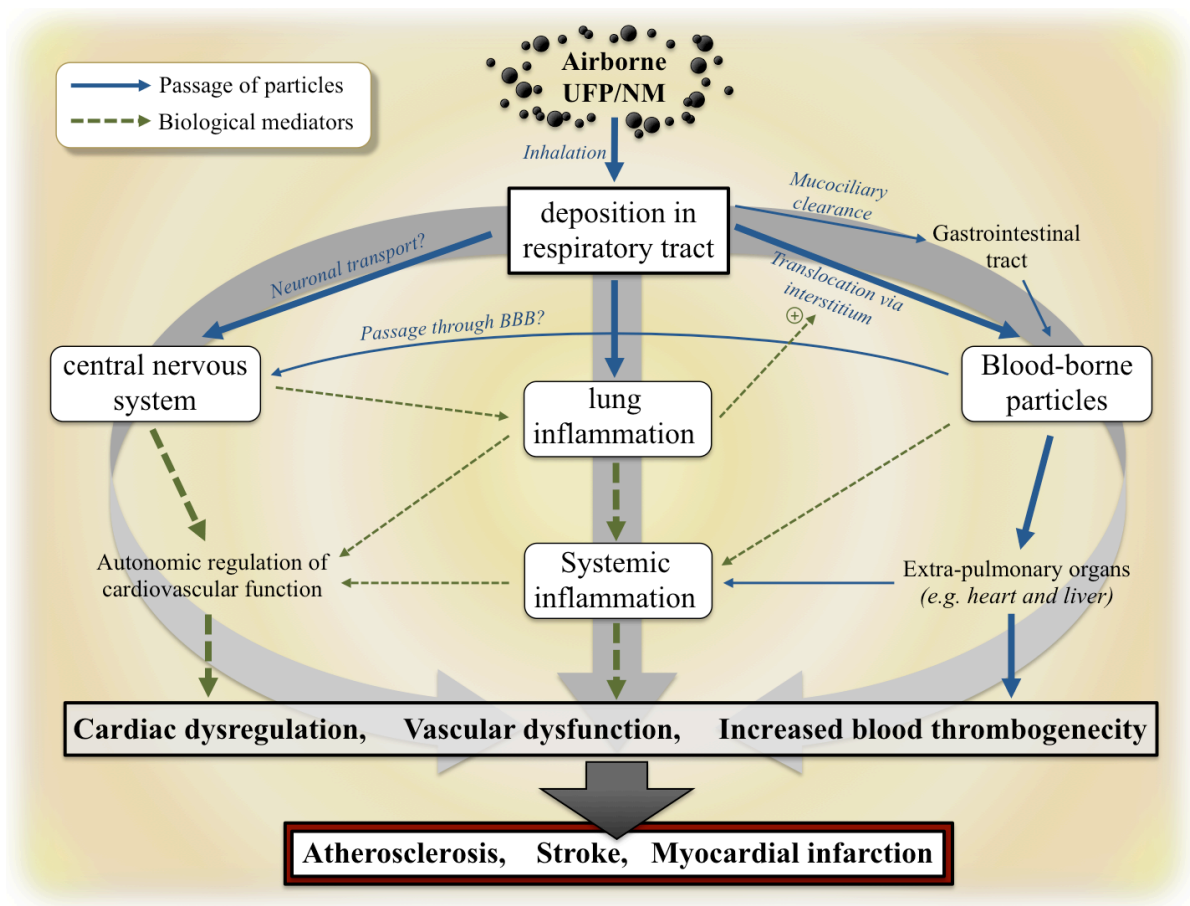 Airborne
UFP/NM
Passage of particles
Biological mediators
Inhalation
deposition in
respiratory tract
Mucociliary
clearance
Gastrointestinal
tract
Neuronal transport?
Translocation via
interstitium
+
Passage through BBB?
central nervous
system
lung
inflammation
Blood-borne
particles
Autonomic regulation of
cardiovascular function
Systemic
inflammation
Extra-pulmonary organs
(e.g. heart and liver)
Cardiac dysregulation, Vascular dysfunction, Increased blood thrombogenecity
Atherosclerosis, Stroke, Myocardial infarction